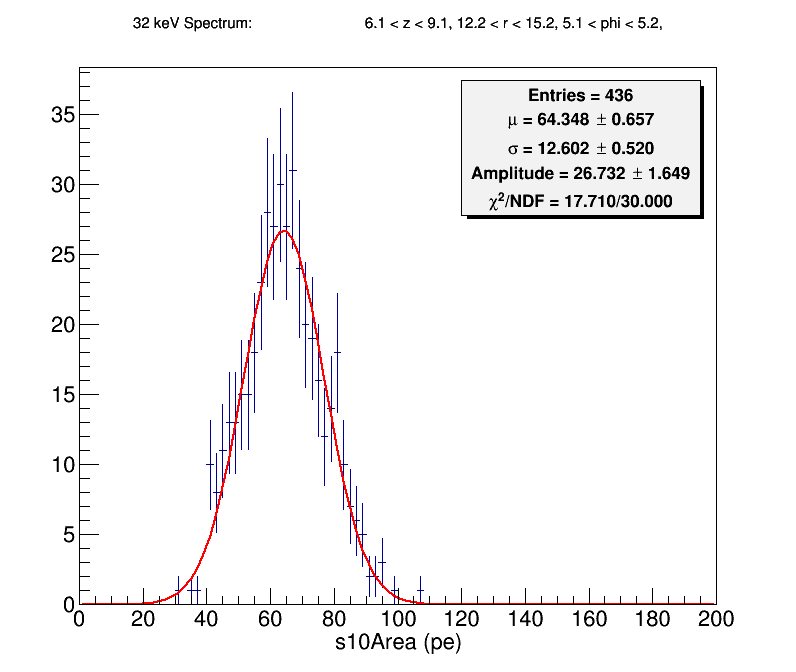 32 keV Spectrum: 6.1 < z < 9.1, 12.2 < r < 15.2, 5.1 < phi < 5.2,
Entries = 436
μ = 64.348 ± 0.657
σ = 12.602 ± 0.520
Amplitude = 26.732 ± 1.649
χ²/NDF = 17.710/30.000
35
30
25
20
15
10
5
0
0 20 40 60 80 100 120 140 160 180 200
s10Area (pe)